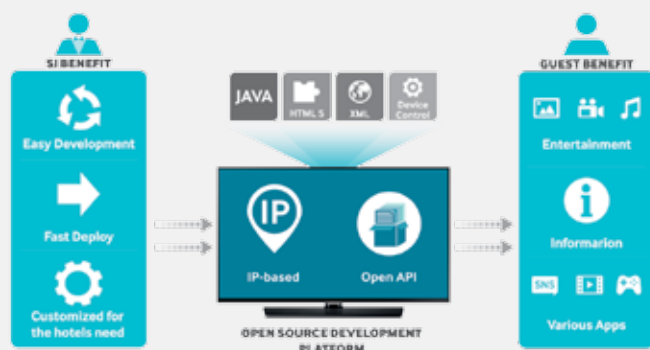 SI BENEFIT
Easy Development
Fast Deploy
Customized for
the hotels need
JAVA
HTML 5
XML
Device
Control
IP
IP-based
Open API
OPEN SOURCE DEVELOPMENT
PLATFORM
GUEST BENEFIT
Entertainment
i
Informarion
SNS
Various Apps